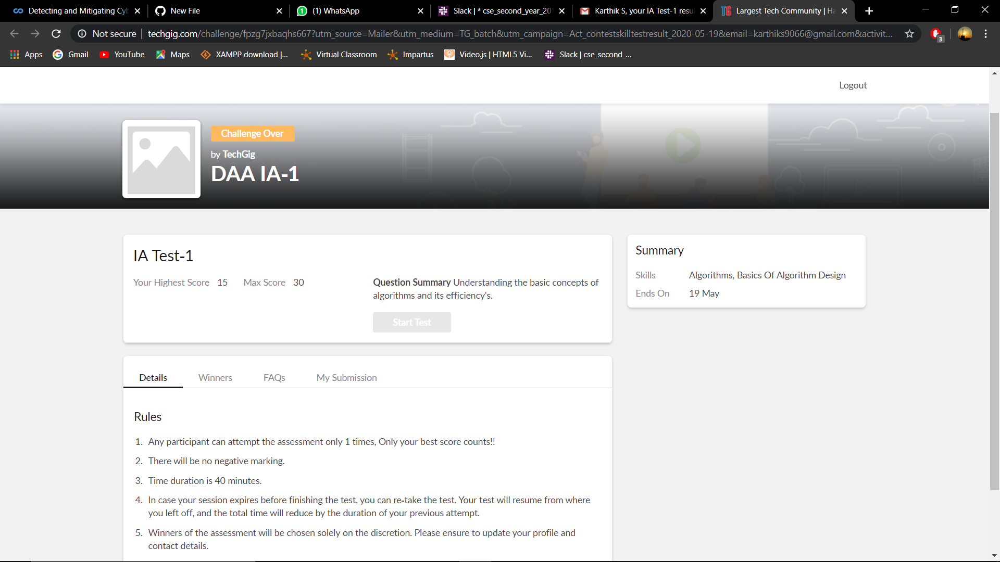 Detecting and Mitigating Cyb
New File
(1) WhatsApp
Slack | * cse_second_year_20
Karthik S, your IA Test-1 resu
TG Largest Tech Community | Ha
Not secure | techgig.com/challenge/fpzg7jxbaqhs667?utm_source=Mailer&utm_medium=TG_batch&utm_campaign=Act_contestskilltestresult_2020-05-19&email=karthiks9066@gmail.com&activit...
3
Apps
Gmail
YouTube
Maps
XAMPP download |...
Virtual Classroom
Impartus
Video.js | HTML5 Vi...
Slack | cse_second_...
Logout
Challenge Over
by TechGig
DAA IA-1
IA Test-1
Your Highest Score 15 Max Score 30
Question Summary Understanding the basic concepts of
algorithms and its efficiency's.
Start Test
Summary
Skills Algorithms, Basics Of Algorithm Design
Ends On 19 May
Details Winners FAQs My Submission
Rules
1. Any participant can attempt the assessment only 1 times, Only your best score counts!!
2. There will be no negative marking.
3. Time duration is 40 minutes.
4. In case your session expires before finishing the test, you can re-take the test. Your test will resume from where
you left off, and the total time will reduce by the duration of your previous attempt.
5. Winners of the assessment will be chosen solely on the discretion. Please ensure to update your profile and
contact details.